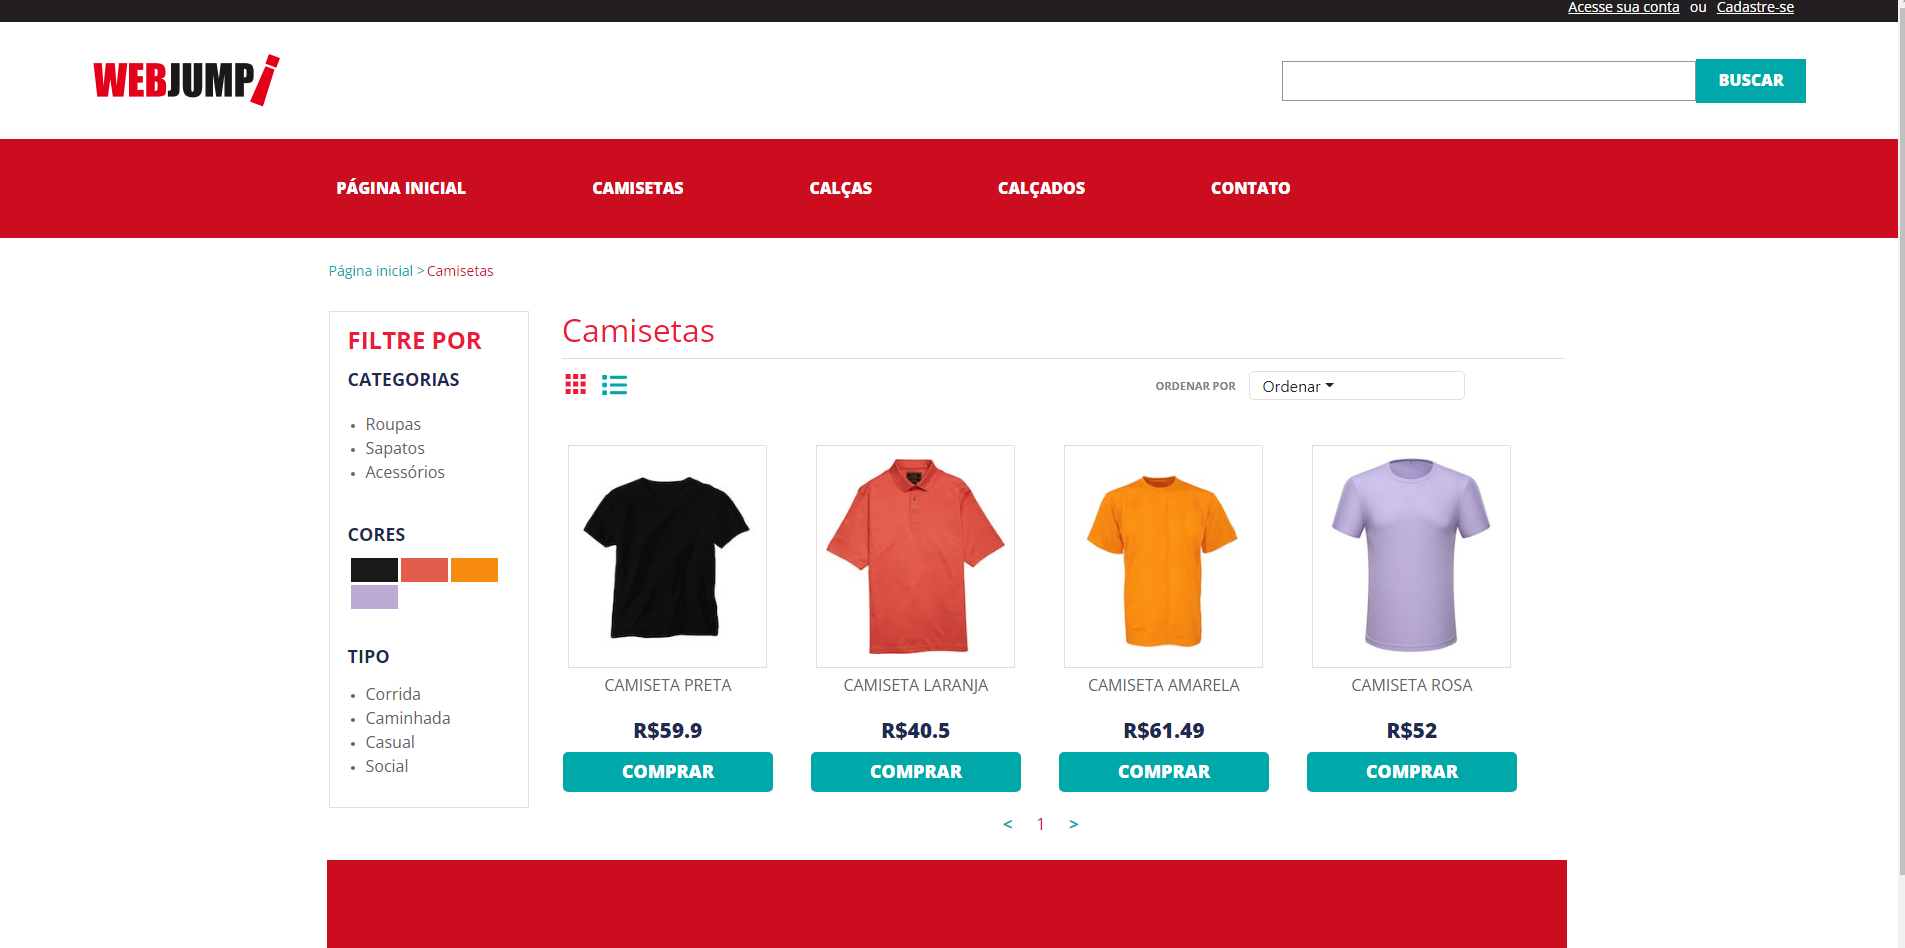 Acesse sua conta ou Cadastre-se
WEBJUMP!
BUSCAR
PÁGINA INICIAL CAMISETAS CALÇAS CALÇADOS CONTATO
Página inicial > Camisetas
FILTRE POR
CATEGORIAS
• Roupas
• Sapatos
• Acessórios
CORES
TIPO
• Corrida
• Caminhada
• Casual
• Social
Camisetas
ORDENAR POR Ordenar
CAMISETA PRETA
R$59.9
COMPRAR
CAMISETA LARANJA
R$40.5
COMPRAR
CAMISETA AMARELA
R$61.49
COMPRAR
CAMISETA ROSA
R$52
COMPRAR
< 1 >